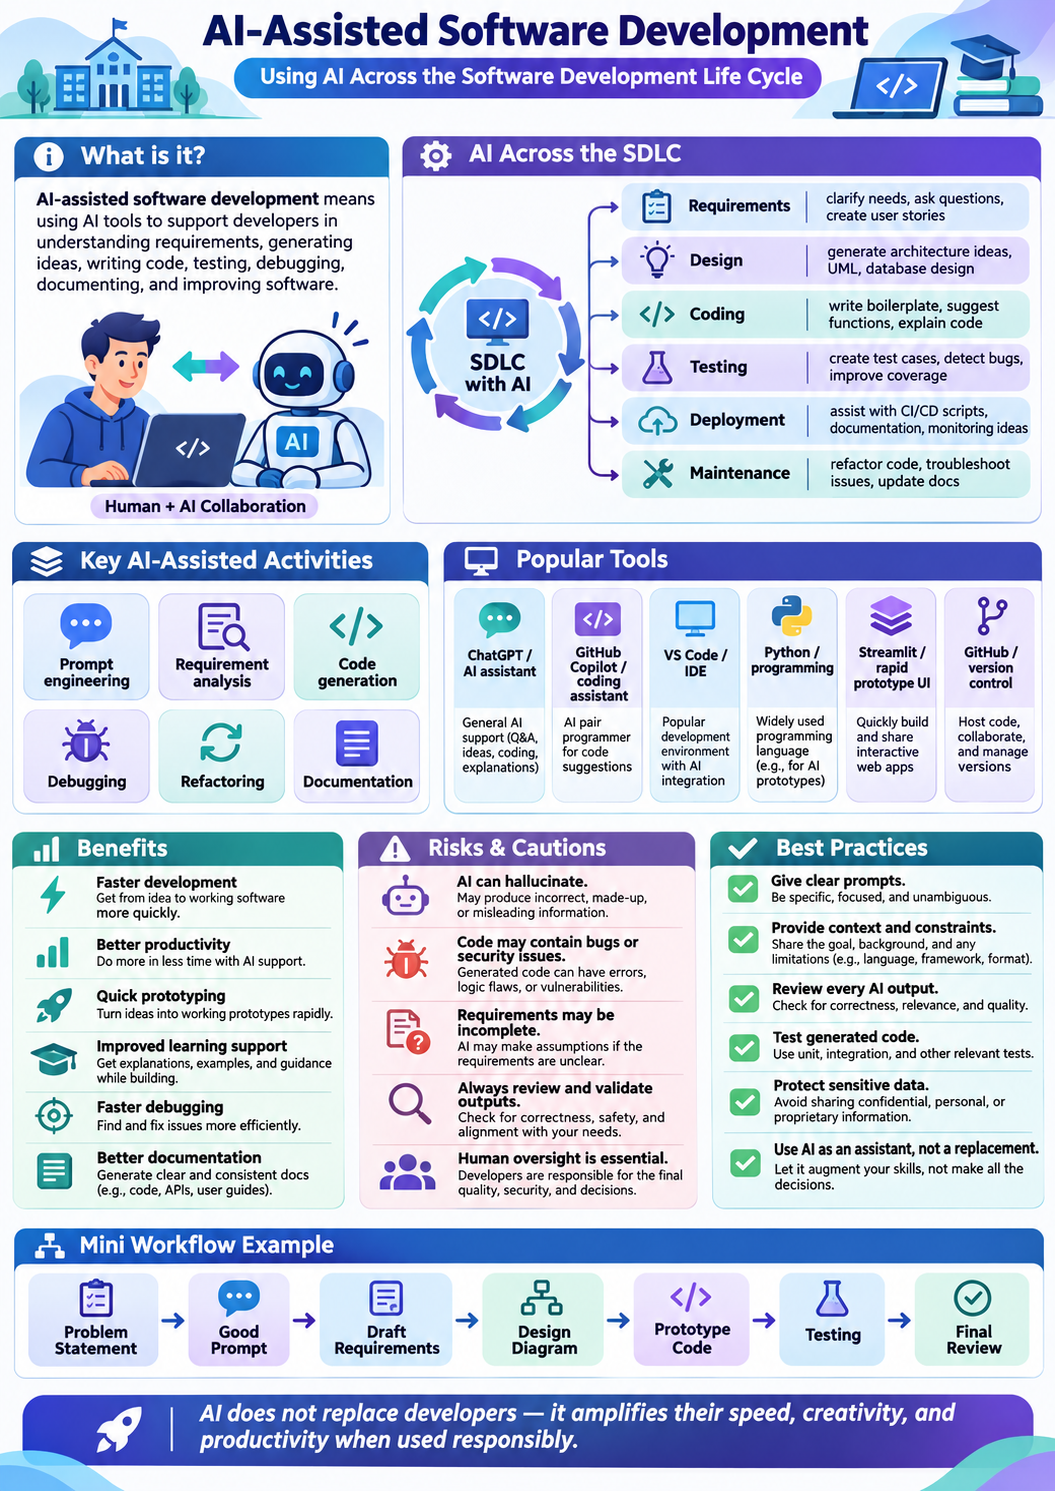 AI-Assisted Software Development
Using AI Across the Software Development Life Cycle
</>
What is it?
AI-assisted software development means
using AI tools to support developers in
understanding requirements, generating
ideas, writing code, testing, debugging,
documenting, and improving software.
</>
AI
Human + AI Collaboration
AI Across the SDLC
</>
SDLC
with AI
Requirements
clarify needs, ask questions,
create user stories
Design
generate architecture ideas,
UML, database design
</>
Coding
write boilerplate, suggest
functions, explain code
Testing
create test cases, detect bugs,
improve coverage
Deployment
assist with CI/CD scripts,
documentation, monitoring ideas
Maintenance
refactor code, troubleshoot
issues, update docs
Key AI-Assisted Activities
Prompt
engineering
Requirement
analysis
</>
Code
generation
Debugging
Refactoring
Documentation
Popular Tools
ChatGPT /
AI assistant
General AI
support (Q&A,
ideas, coding,
explanations)
</>
GitHub
Copilot /
coding
assistant
AI pair
programmer
for code
suggestions
VS Code /
IDE
Popular
development
environment
with AI
integration
Python /
programming
Widely used
programming
language
(e.g., for AI
prototypes)
Streamlit /
rapid
prototype UI
Quickly build
and share
interactive
web apps
GitHub /
version
control
Host code,
collaborate,
and manage
versions
Benefits
Faster development
Get from idea to working software
more quickly.
Better productivity
Do more in less time with AI support.
Quick prototyping
Turn ideas into working prototypes rapidly.
Improved learning support
Get explanations, examples, and guidance
while building.
Faster debugging
Find and fix issues more efficiently.
Better documentation
Generate clear and consistent docs
(e.g., code, APIs, user guides).
Risks & Cautions
AI can hallucinate.
May produce incorrect, made-up,
or misleading information.
Code may contain bugs or
security issues.
Generated code can have errors,
logic flaws, or vulnerabilities.
Requirements may be
incomplete.
AI may make assumptions if the
requirements are unclear.
Always review and validate
outputs.
Check for correctness, safety, and
alignment with your needs.
Human oversight is essential.
Developers are responsible for the final
quality, security, and decisions.
Best Practices
Give clear prompts.
Be specific, focused, and unambiguous.
Provide context and constraints.
Share the goal, background, and any
limitations (e.g., language, framework, format).
Review every AI output.
Check for correctness, relevance, and quality.
Test generated code.
Use unit, integration, and other relevant tests.
Protect sensitive data.
Avoid sharing confidential, personal, or
proprietary information.
Use AI as an assistant, not a replacement.
Let it augment your skills, not make all the
decisions.
Mini Workflow Example
Problem
Statement
Good
Prompt
Draft
Requirements
Design
Diagram
</>
Prototype
Code
Testing
Final
Review
AI does not replace developers — it amplifies their speed, creativity, and
productivity when used responsibly.